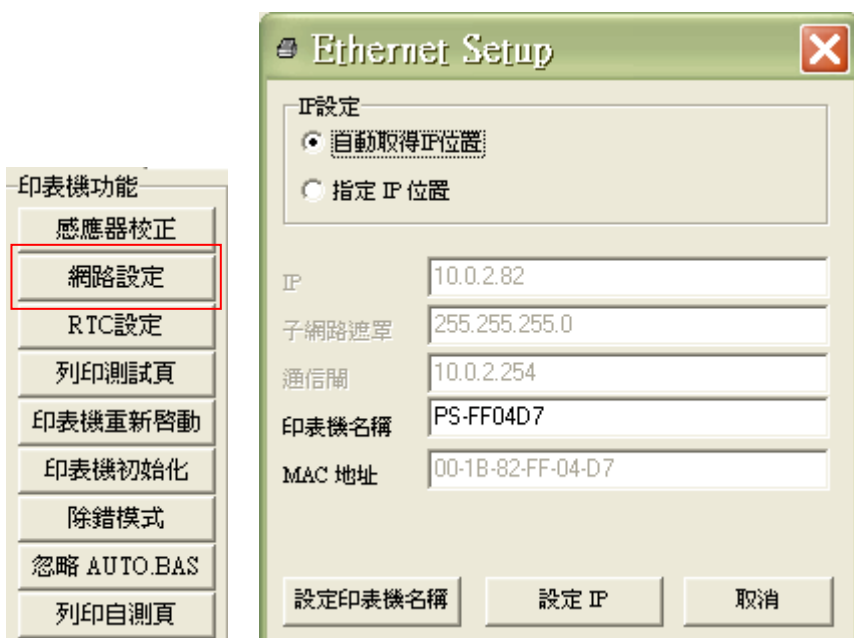 印表機功能
感應器校正
網路設定
RTC設定
列印測試頁
印表機重新啓動
印表機初始化
除錯模式
忽略 AUTO.BAS
列印自測頁
Ethernet Setup
IP設定
自動取得IP位置
指定 IP 位置
IP 10.0.2.82
子網路遮罩 255.255.255.0
通信閘 10.0.2.254
印表機名稱 PS-FF04D7
MAC 地址 00-1B-82-FF-04-D7
設定印表機名稱 設定 IP 取消